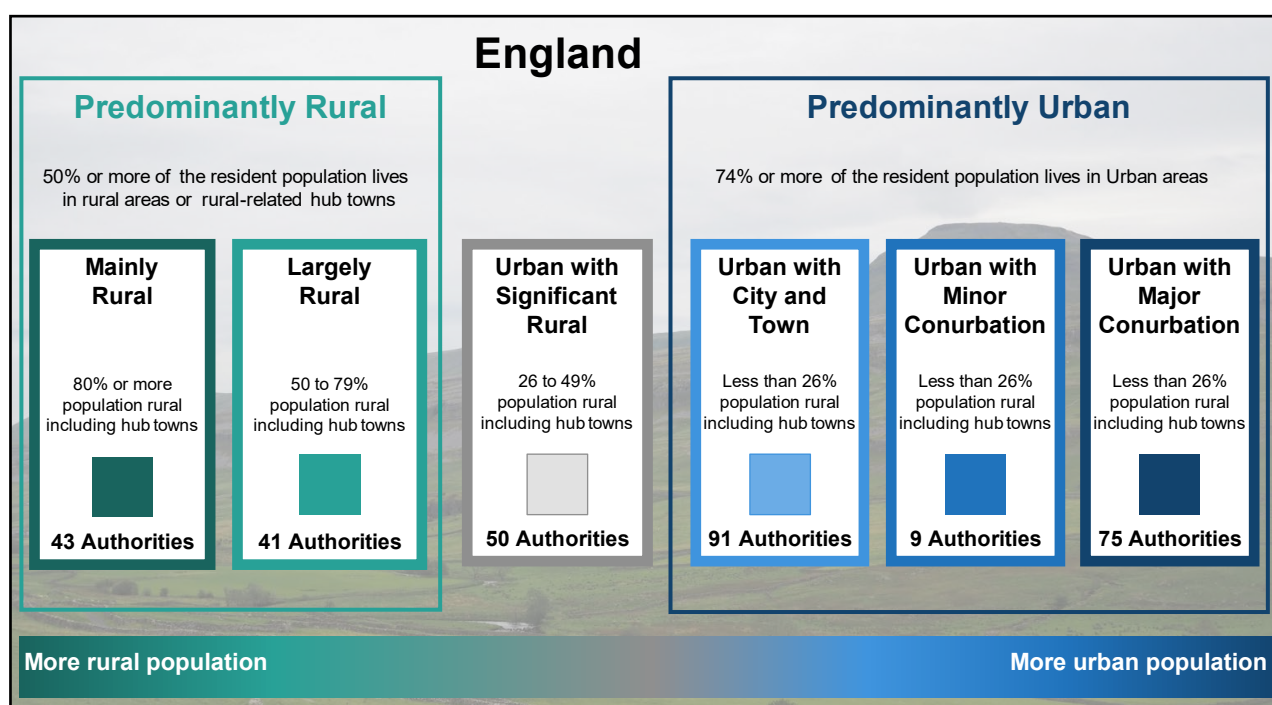 England
Predominantly Rural
50% or more of the resident population lives
in rural areas or rural-related hub towns
Mainly
Rural
80% or more
population rural
including hub towns
43 Authorities
Largely
Rural
50 to 79%
population rural
including hub towns
41 Authorities
Urban with
Significant
Rural
26 to 49%
population rural
including hub towns
50 Authorities
Predominantly Urban
74% or more of the resident population lives in Urban areas
Urban with
City and
Town
Less than 26%
population rural
including hub towns
91 Authorities
Urban with
Minor
Conurbation
Less than 26%
population rural
including hub towns
9 Authorities
Urban with
Major
Conurbation
Less than 26%
population rural
including hub towns
75 Authorities
More rural population
More urban population